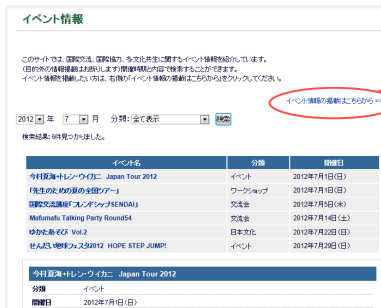 イベント情報
このサイトでは、国際交流、国際協力、多文化共生に関するイベント情報を紹介しています。
(目的外の情報掲載はお断りします)開催時期と内容で検索することができます。
イベント情報を掲載したい方は、右側の「イベント情報の掲載はこちらから」をクリックしてください。
イベント情報の掲載はこちらから >>
2012 年 7 月 分類: 全て表示 検索
検索結果: 6件見つかりました。
イベント名 分類 開催日
今村夏海+トレン・ウイカニ Japan Tour 2012 イベント 2012年7月1日(日)
「先生のための夏の全国ツアー」 ワークショップ 2012年7月1日(日)
国際交流講座「フレンドシップSENDAI」 交流会 2012年7月5日(木)
Mafumafu Talking Party Round54 交流会 2012年7月14日(土)
ゆかたあそび Vol.2 日本文化 2012年7月22日(日)
せんだい地球フェスタ2012 HOPE STEP JUMP! イベント 2012年7月29日(日)
今村夏海+トレン・ウイカニ Japan Tour 2012
分類 イベント
開催日 2012年7月1日(日)